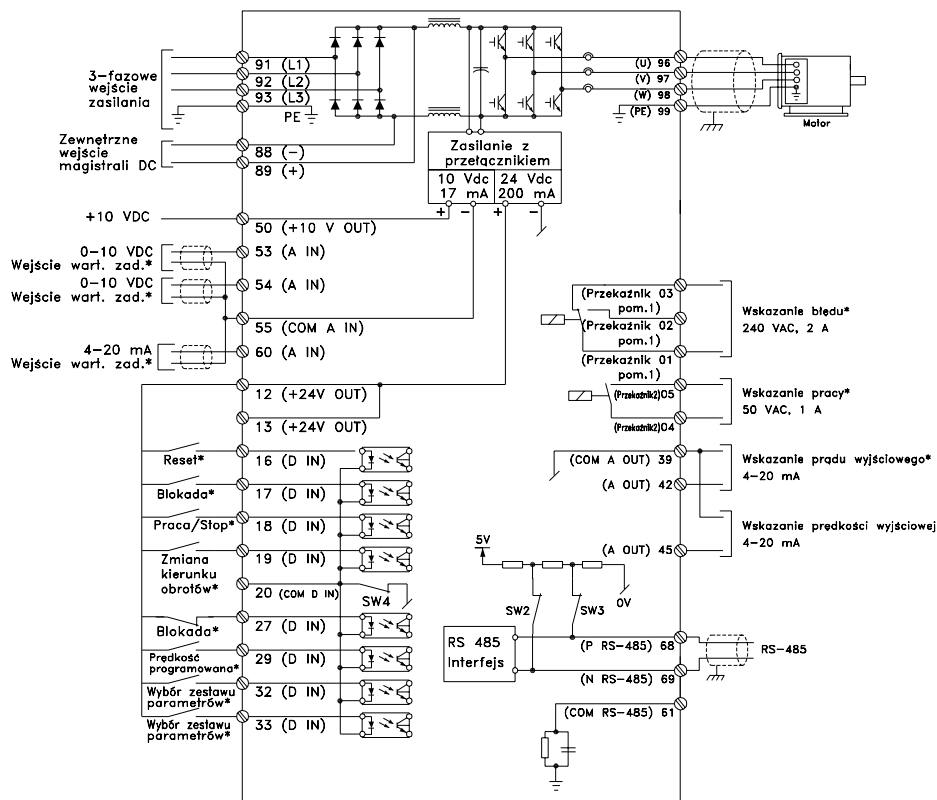 3-fazowe
wejście
zasilania
91 (L1)
92 (L2)
93 (L3)
PE
Zewnętrzne
wejście
magistrali DC
88 (-)
89 (+)
Zasilanie z
przełącznikiem
10 Vdc
17 mA
24 Vdc
200 mA
+ - + -
(U) 96
(V) 97
(W) 98
(PE) 99
Motor
+10 VDC
50 (+10 V OUT)
0-10 VDC
Wejście wart. zad.*
53 (A IN)
0-10 VDC
Wejście wart. zad.*
54 (A IN)
55 (COM A IN)
4-20 mA
Wejście wart. zad.*
60 (A IN)
12 (+24V OUT)
13 (+24V OUT)
Reset*
16 (D IN)
Blokada*
17 (D IN)
Praca/Stop*
18 (D IN)
Zmiana
kierunku
obrotów*
19 (D IN)
20 (COM D IN)
SW4
Blokada*
27 (D IN)
Prędkość
programowana*
29 (D IN)
Wybór zestawu
parametrów*
32 (D IN)
Wybór zestawu
parametrów*
33 (D IN)
(Przekaźnik 03
pom.1)
(Przekaźnik 02
pom.1)
(Przekaźnik 01
pom.1)
Wskazanie błedu*
240 VAC, 2 A
(Przekaźnik2)05
(Przekaźnik2)04
Wskazanie pracy*
50 VAC, 1 A
(COM A OUT) 39
(A OUT) 42
Wskazanie prądu wyjściowego*
4-20 mA
(A OUT) 45
Wskazanie prędkości wyjściowej
4-20 mA
5V
0V
SW2
SW3
RS 485
Interfejs
(P RS-485) 68
(N RS-485) 69
RS-485
(COM RS-485) 61